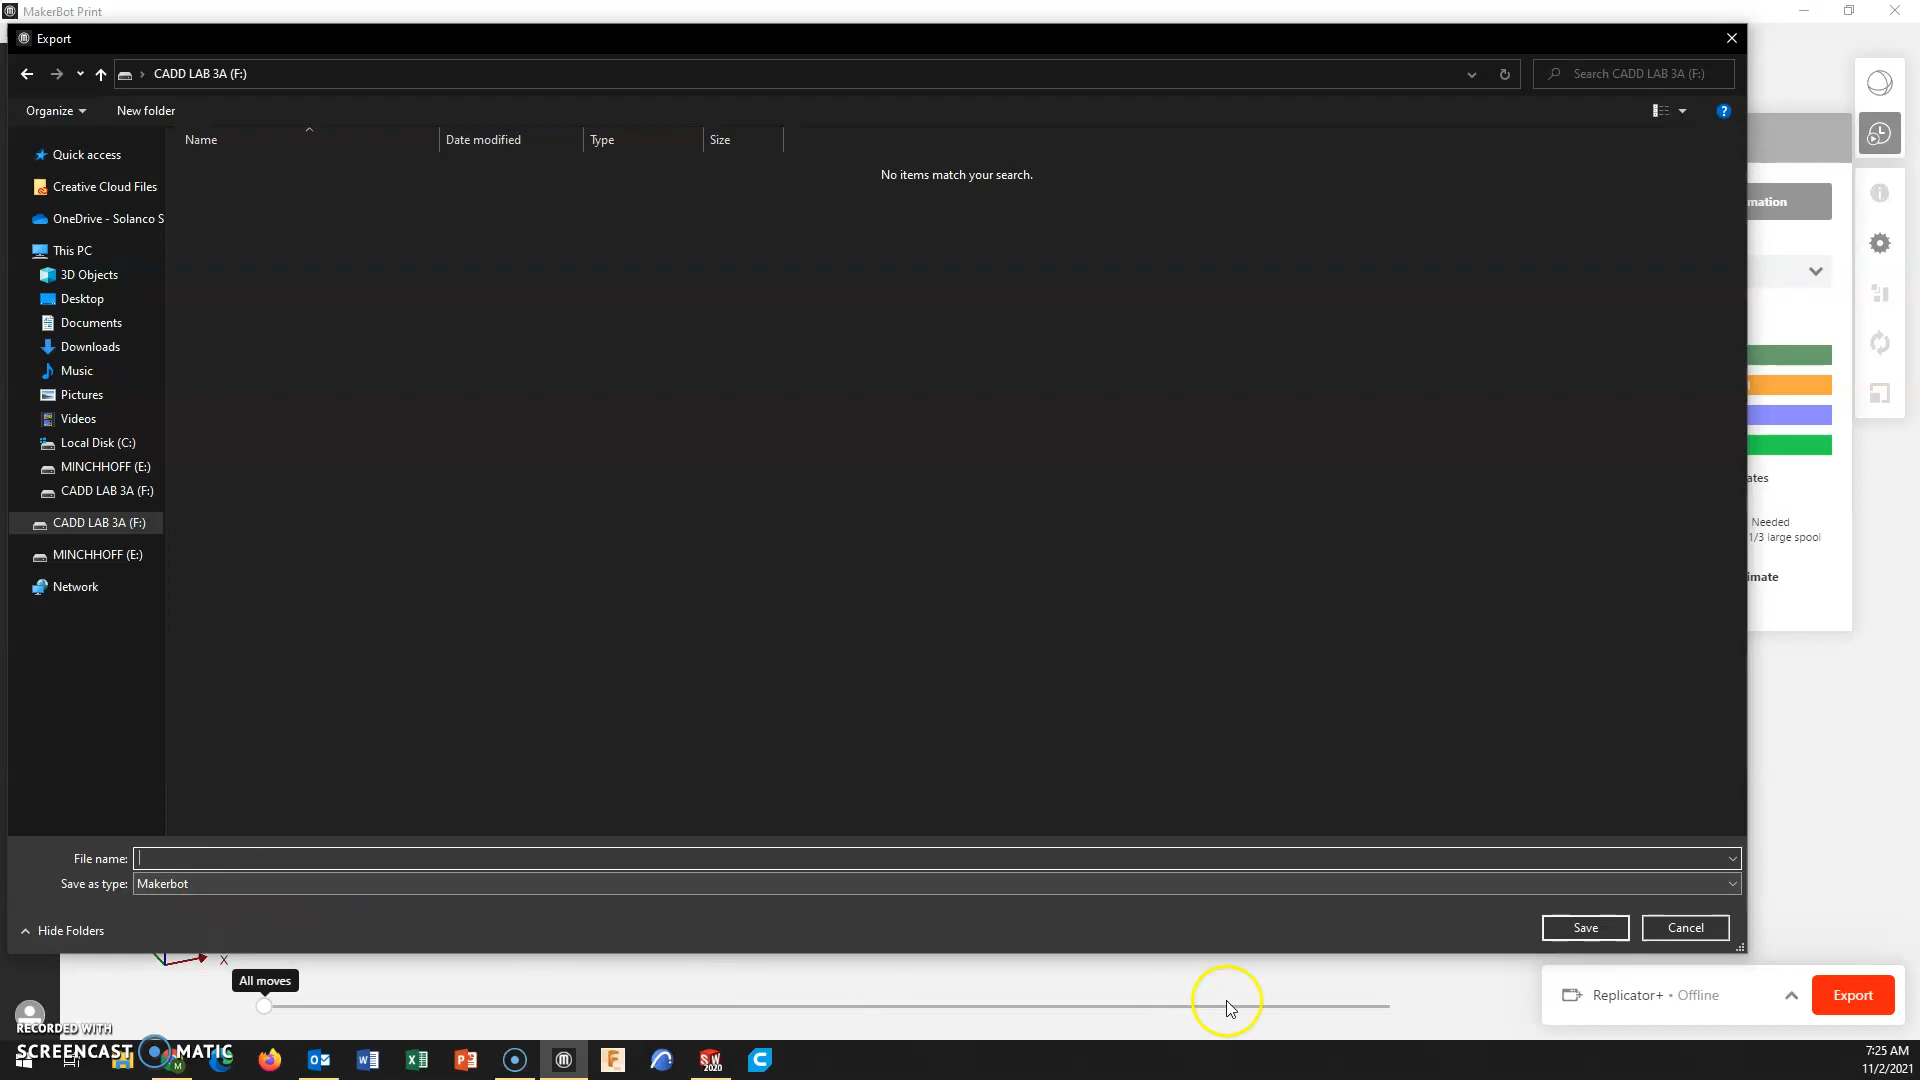 MakerBot Print
Export
CADD LAB 3A (F:)
Search CADD LAB 3A (F:)
Organize
New folder
Name
Date modified
Type
Size
No items match your search.
Quick access
Creative Cloud Files
OneDrive - Solanco S
This PC
3D Objects
Desktop
Documents
Downloads
Music
Pictures
Videos
Local Disk (C:)
MINCHHOFF (E:)
CADD LAB 3A (F:)
CADD LAB 3A (F:)
MINCHHOFF (E:)
Network
mation
ates
Needed
1/3 large spool
imate
File name:
Save as type:
Makerbot
Hide Folders
Save
Cancel
X
All moves
Replicator+ • Offline
Export
RECORDED WITH
SCREENCAST MATIC
7:25 AM
11/2/2021
SW
2020